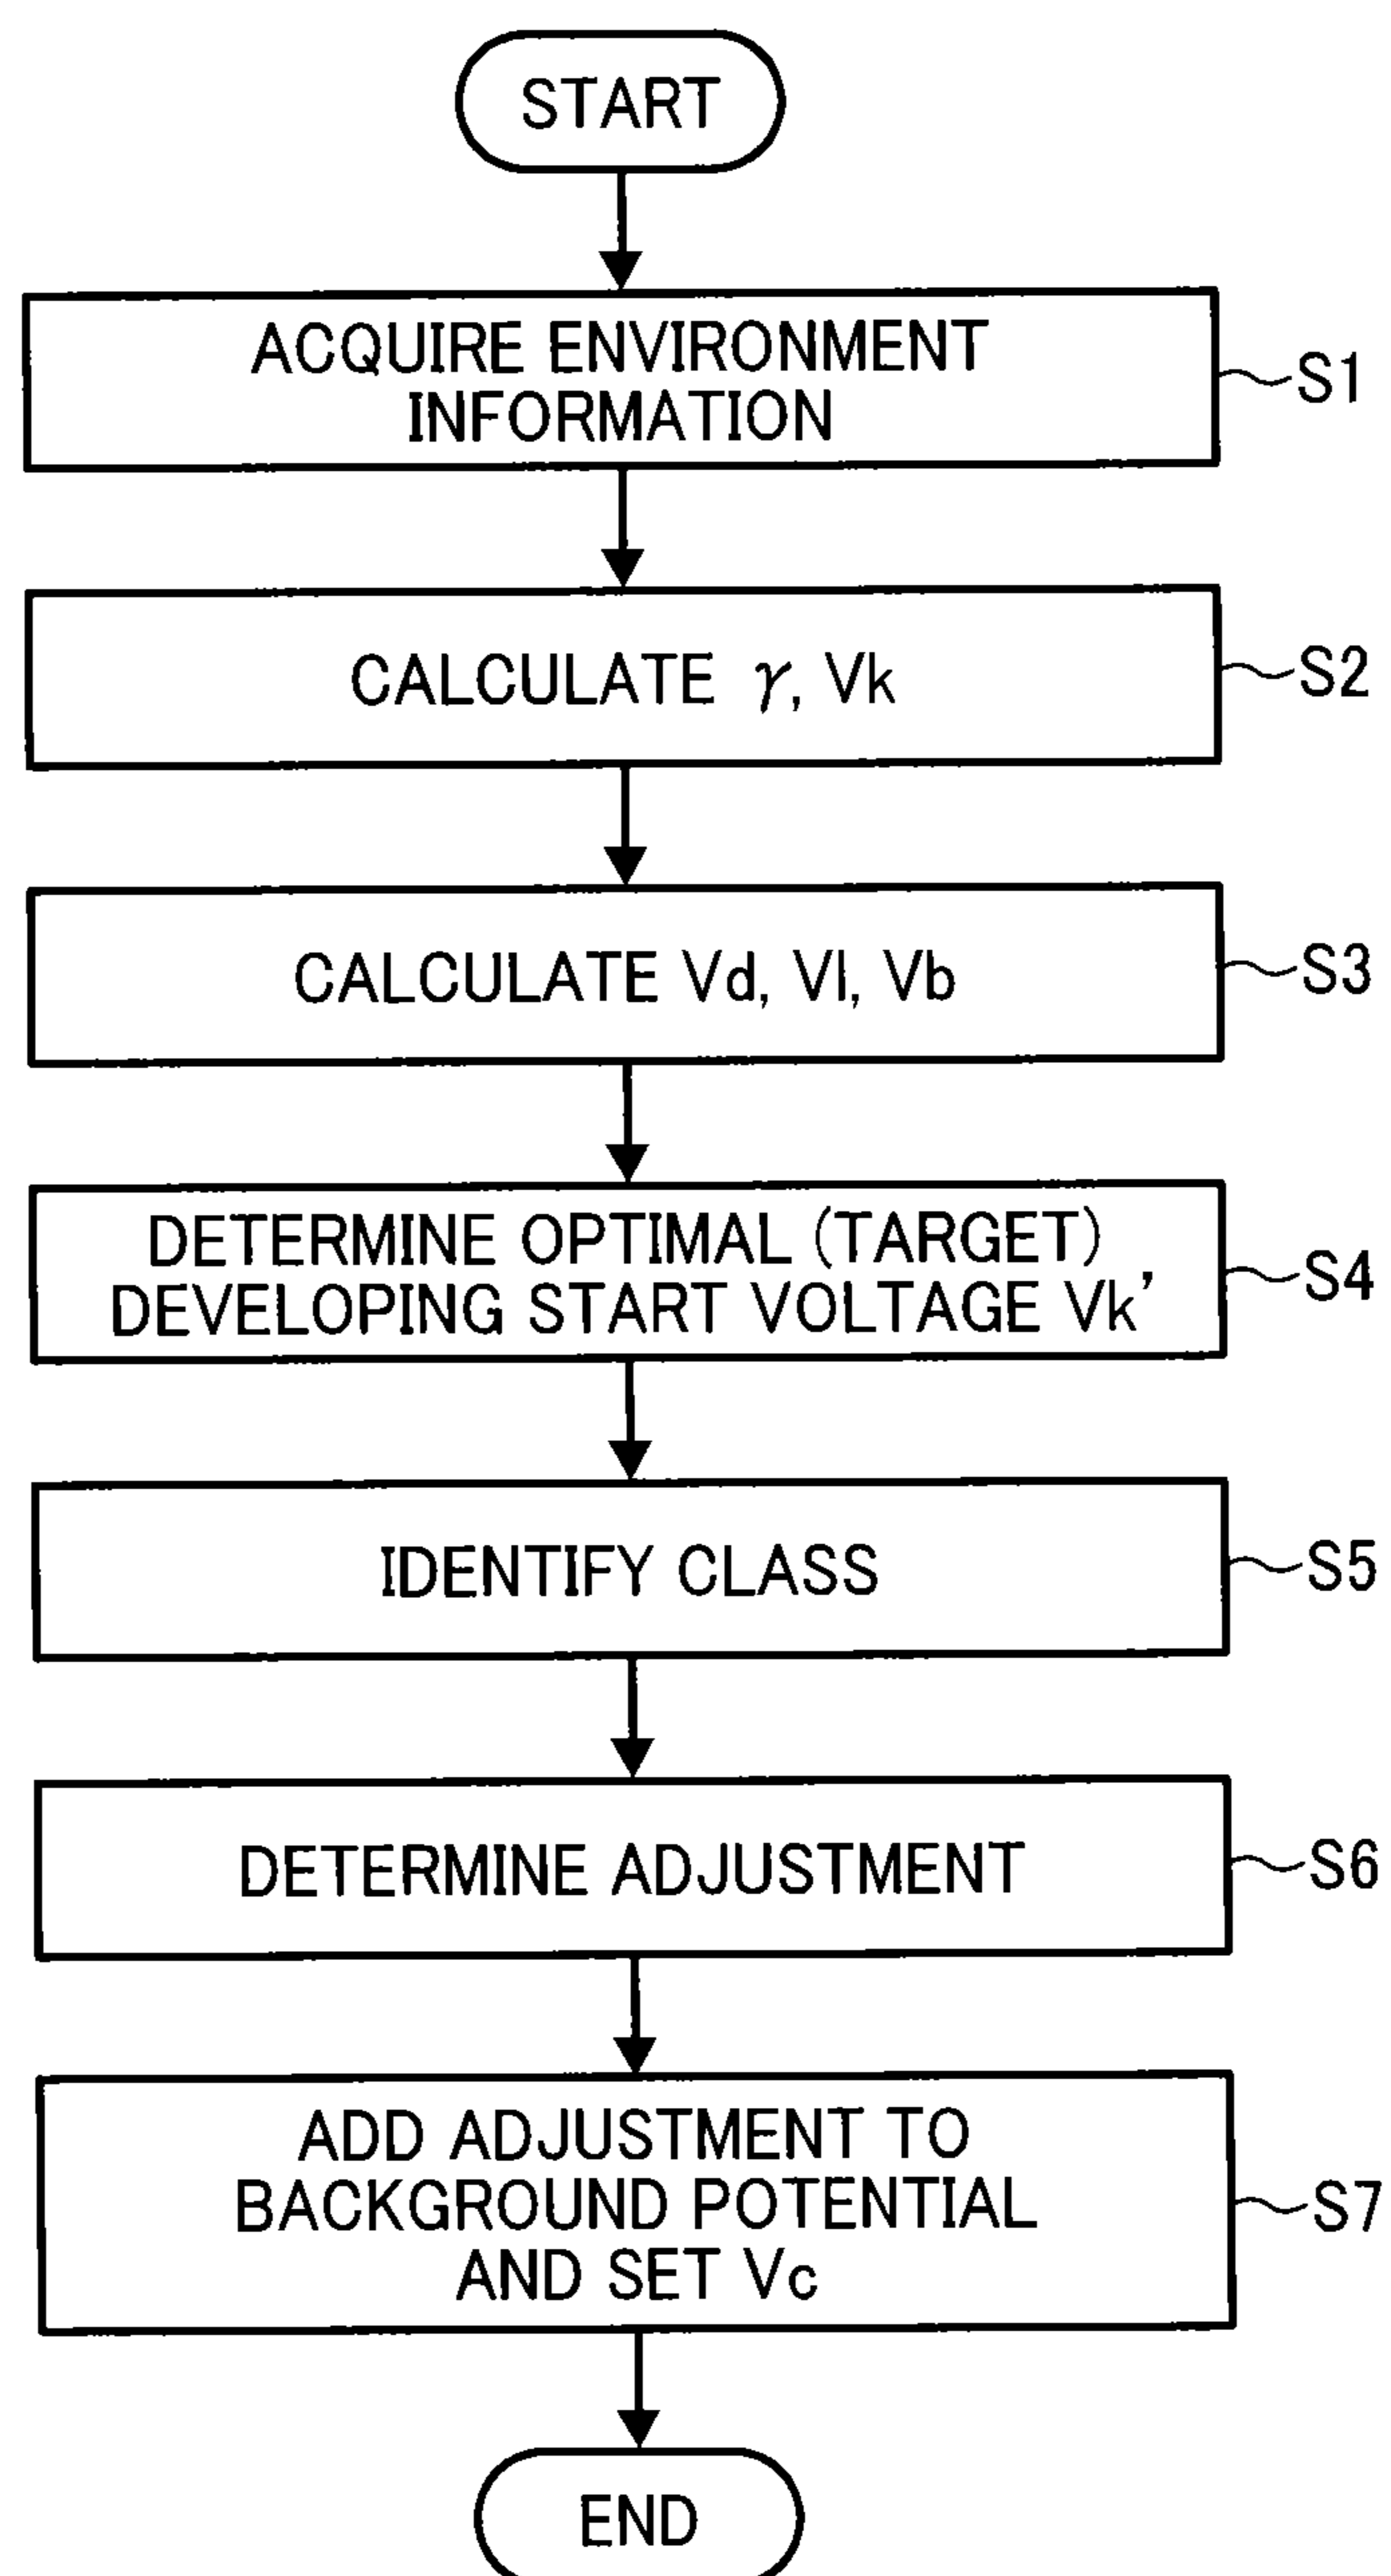 START
ACQUIRE ENVIRONMENT
INFORMATION
S1
CALCULATE γ, Vk
S2
CALCULATE Vd, Vl, Vb
S3
DETERMINE OPTIMAL (TARGET)
DEVELOPING START VOLTAGE Vk'
S4
IDENTIFY CLASS
S5
DETERMINE ADJUSTMENT
S6
ADD ADJUSTMENT TO
BACKGROUND POTENTIAL
AND SET Vc
S7
END